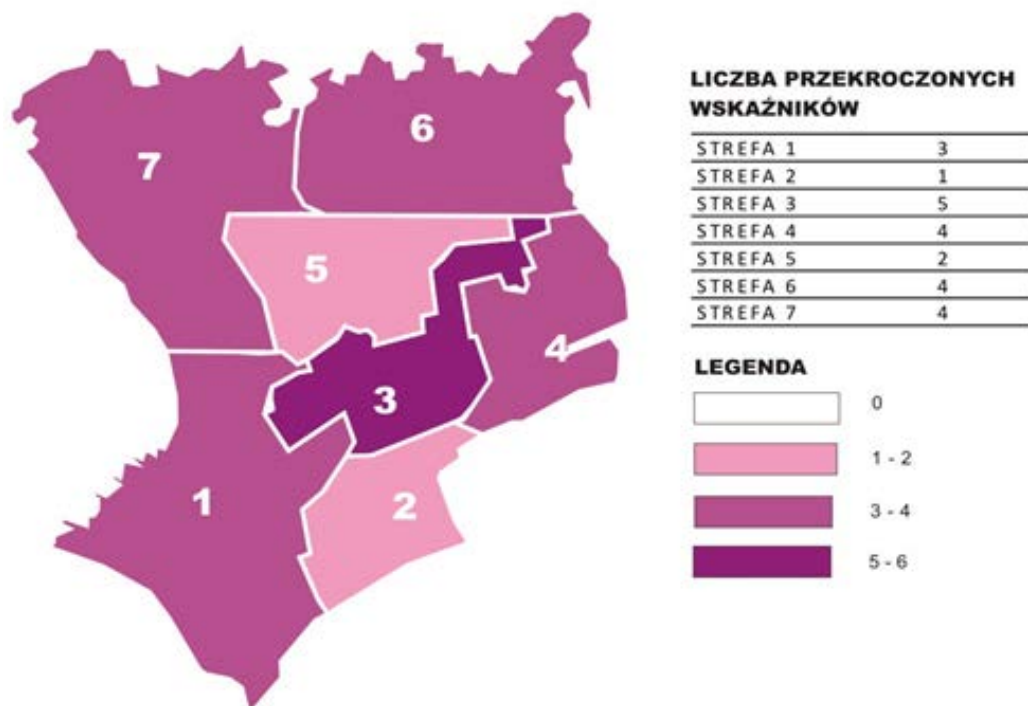 7
6
5
4
3
1
2
LICZBA PRZEKROCZONYCH
WSKAŹNIKÓW
STREFA 1 3
STREFA 2 1
STREFA 3 5
STREFA 4 4
STREFA 5 2
STREFA 6 4
STREFA 7 4
LEGENDA
0
1 - 2
3 - 4
5 - 6